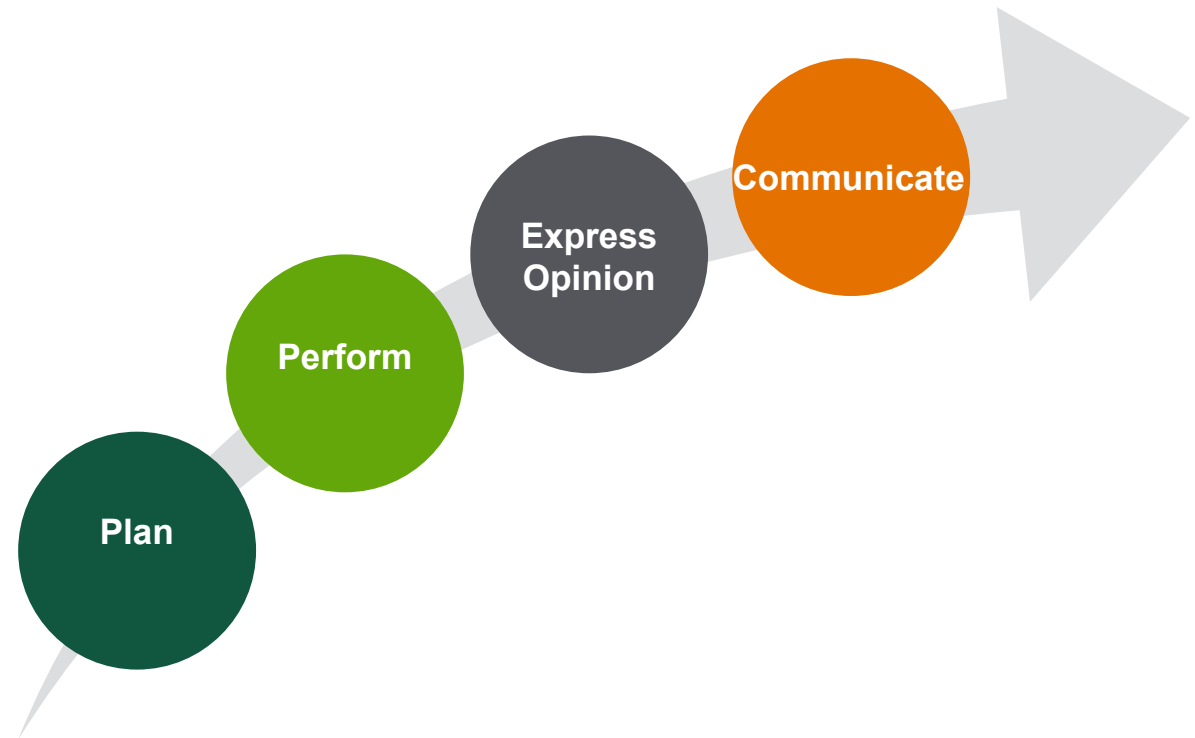 Plan
Perform
Express
Opinion
Communicate